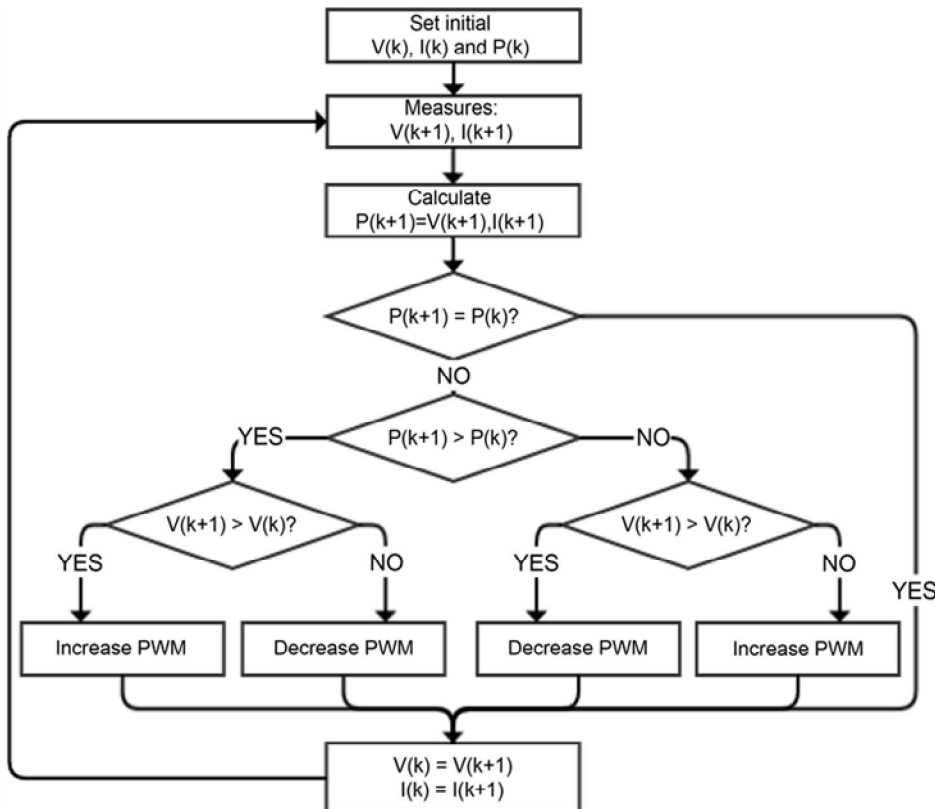 Set initial
V(k), I(k) and P(k)
Measures:
V(k+1), I(k+1)
Calculate
P(k+1)=V(k+1),I(k+1)
P(k+1) = P(k)?
NO
P(k+1) > P(k)?
YES
NO
V(k+1) > V(k)?
V(k+1) > V(k)?
YES
NO
YES
NO
YES
Increase PWM
Decrease PWM
Decrease PWM
Increase PWM
V(k) = V(k+1)
I(k) = I(k+1)